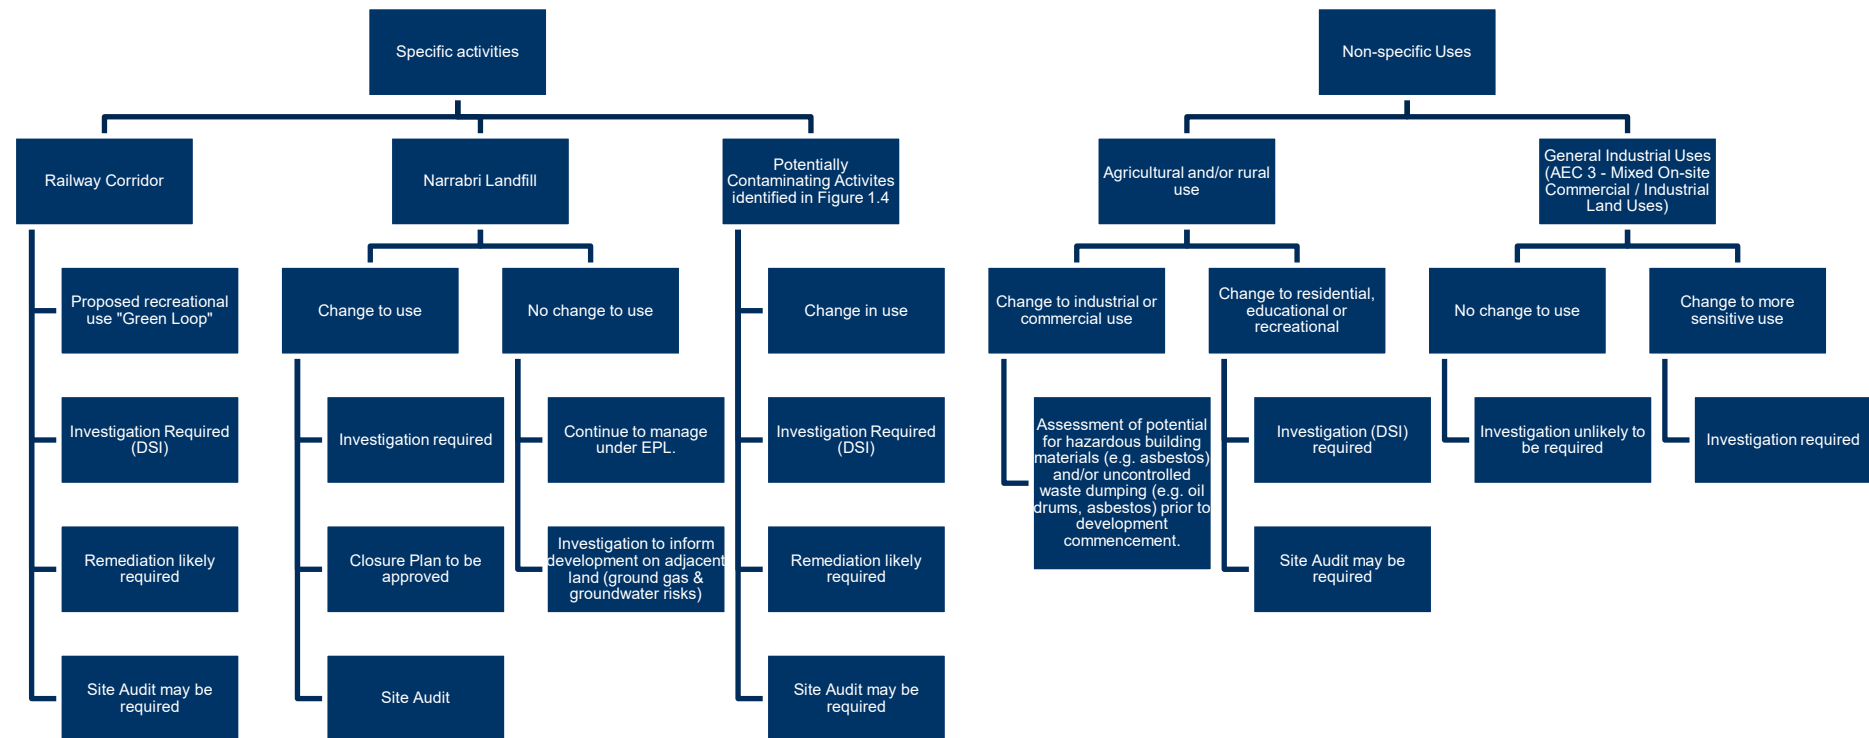 Specific activities
Non-specific Uses
Railway Corridor
Narrabri Landfill
Potentially
Contaminating Activites
identified in Figure 1.4
Agricultural and/or rural
use
General Industrial Uses
(AEC 3 - Mixed On-site
Commercial / Industrial
Land Uses)
Proposed recreational
use "Green Loop"
Change to use
No change to use
Change in use
Change to industrial or
commercial use
Change to residential,
educational or
recreational
No change to use
Change to more
sensitive use
Investigation Required
(DSI)
Investigation required
Continue to manage
under EPL.
Investigation Required
(DSI)
Assessment of potential
for hazardous building
materials (e.g. asbestos)
and/or uncontrolled
waste dumping (e.g. oil
drums, asbestos) prior to
development
commencement.
Investigation (DSI)
required
Investigation unlikely to
be required
Investigation required
Remediation likely
required
Closure Plan to be
approved
Investigation to inform
development on adjacent
land (ground gas &
groundwater risks)
Remediation likely
required
Site Audit may be
required
Site Audit may be
required
Site Audit
Site Audit may be
required